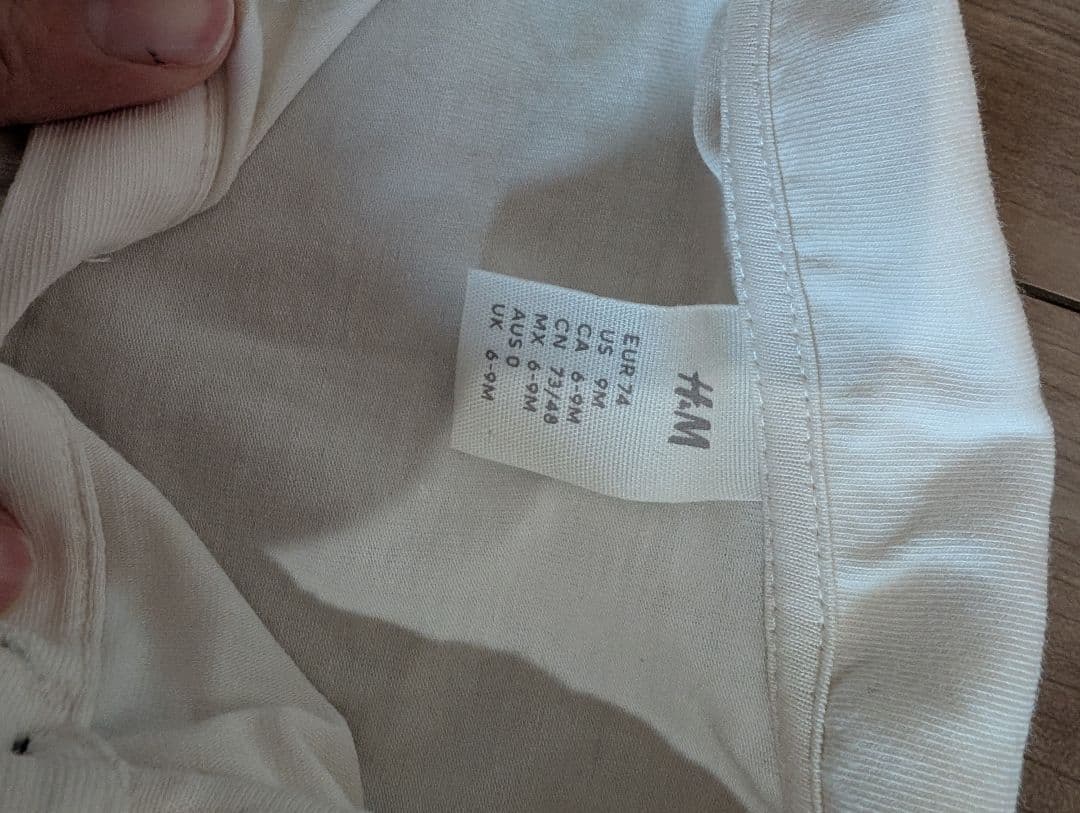 H&M
EUR 74
US 9M
CA 6-9M
CN 73/48
MX 6-9M
AUS 0
UK 6-9M